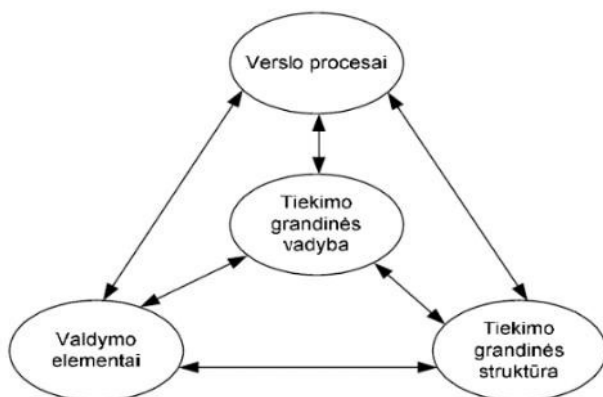 Verslo procesai
Tiekimo
grandinės
vadyba
Valdymo
elementai
Tiekimo
grandinės
struktūra